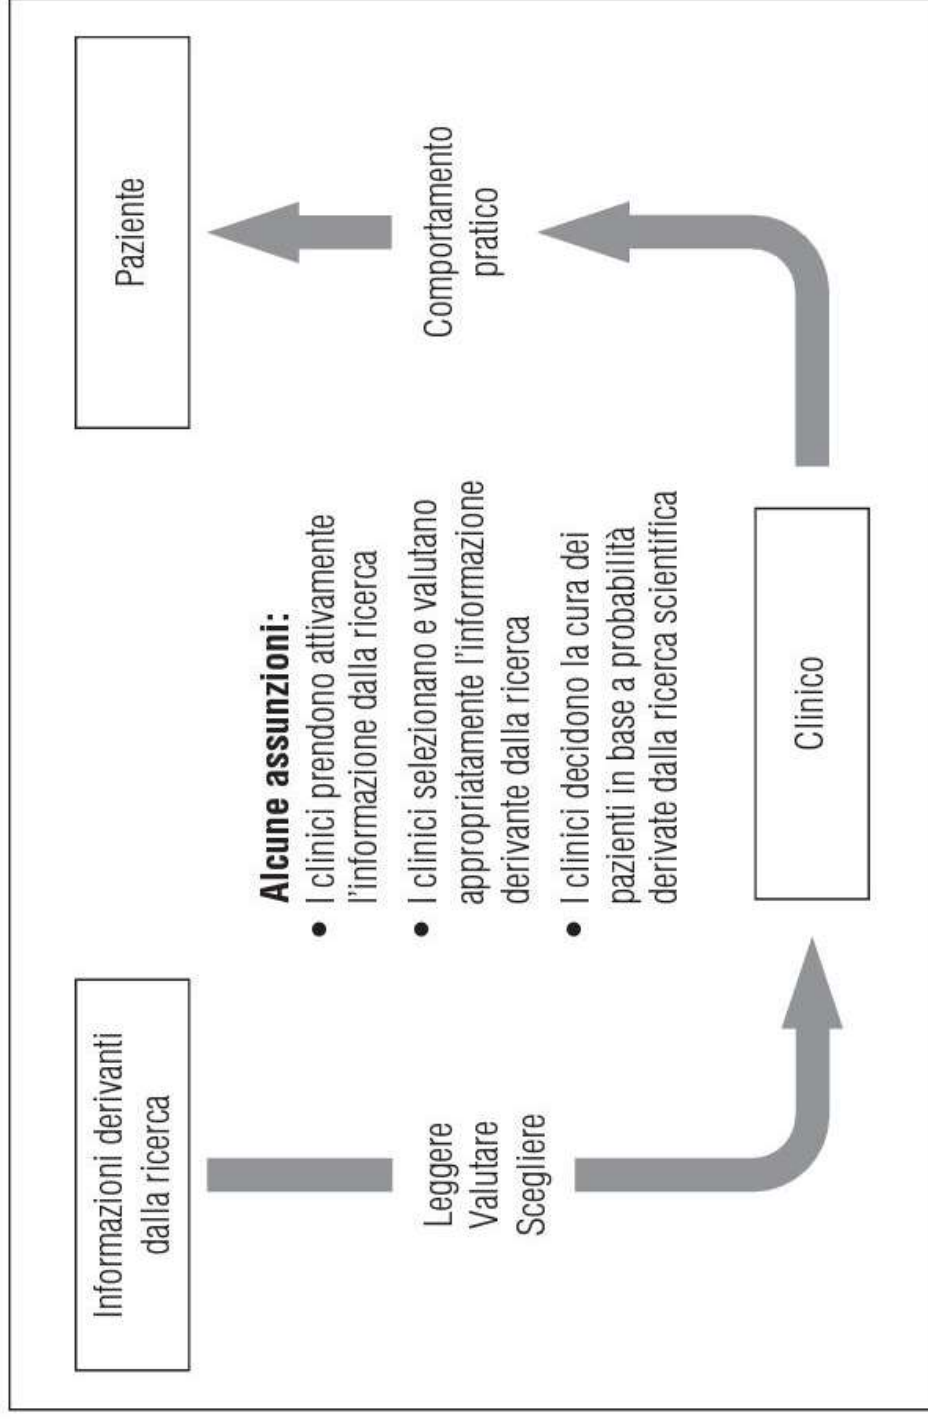 Informazioni derivanti
dalla ricerca
Paziente
Alcune assunzioni:
● I clinici prendono attivamente
l'informazione dalla ricerca
● I clinici selezionano e valutano
appropriatamente l'informazione
derivante dalla ricerca
● I clinici decidono la cura dei
pazienti in base a probabilità
derivate dalla ricerca scientifica
Leggere
Valutare
Scegliere
Comportamento
pratico
Clinico